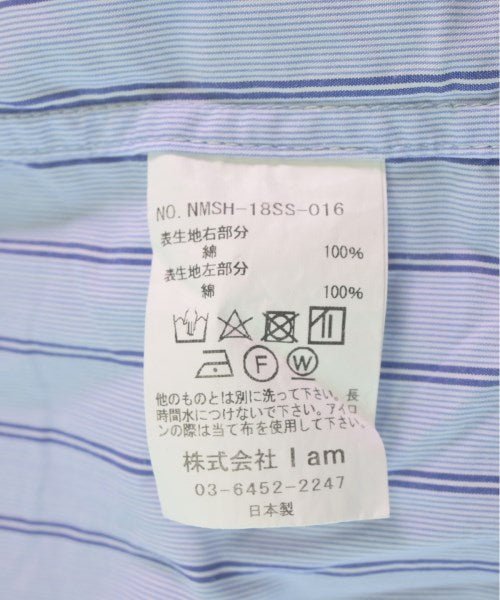 NO. NMSH-18SS-016
表生地右部分
綿 100%
表生地左部分
綿 100%
F W
他のものとは別に洗って下さい。長
時間水につけないで下さい。アイロ
ンの際は当て布を使用して下さい。
株式会社 I am
03-6452-2247
日本製